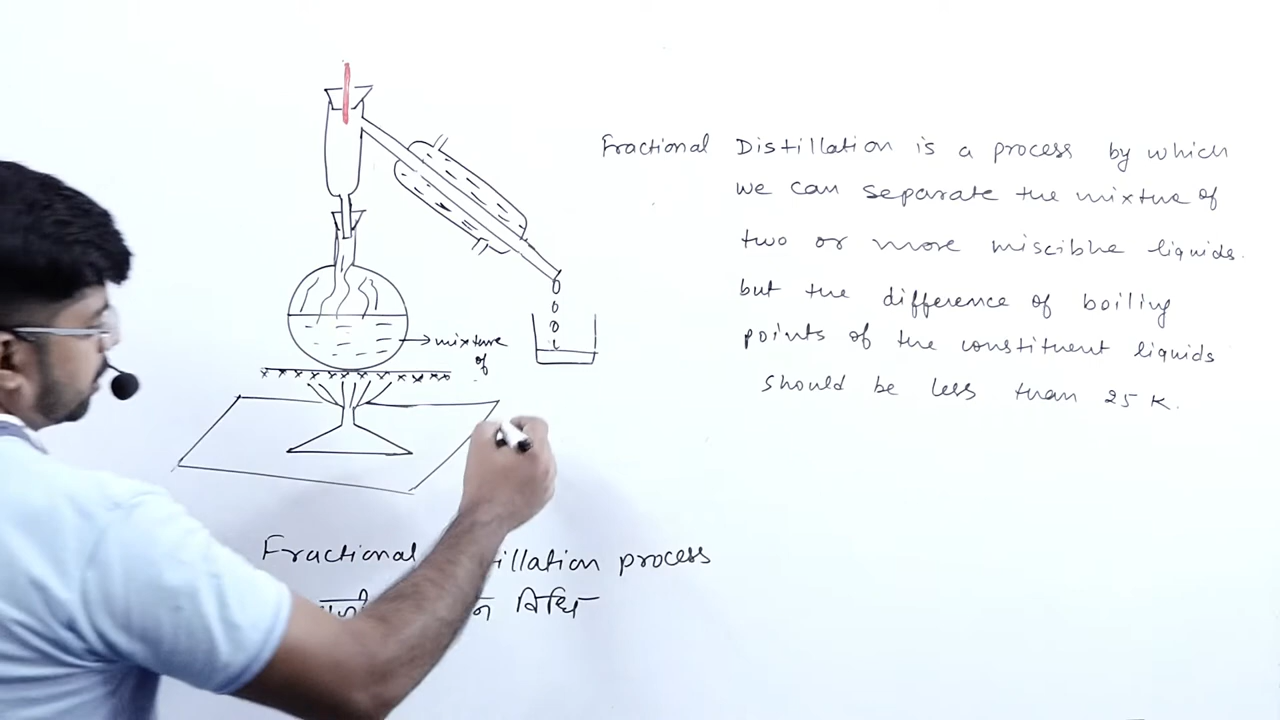 Fractional Distillation is a process by which
we can separate the mixture of
two or more miscible liquids.
but the difference of boiling
points of the constituent liquids
should be less than 25 K.
mixture
of
Fractional process